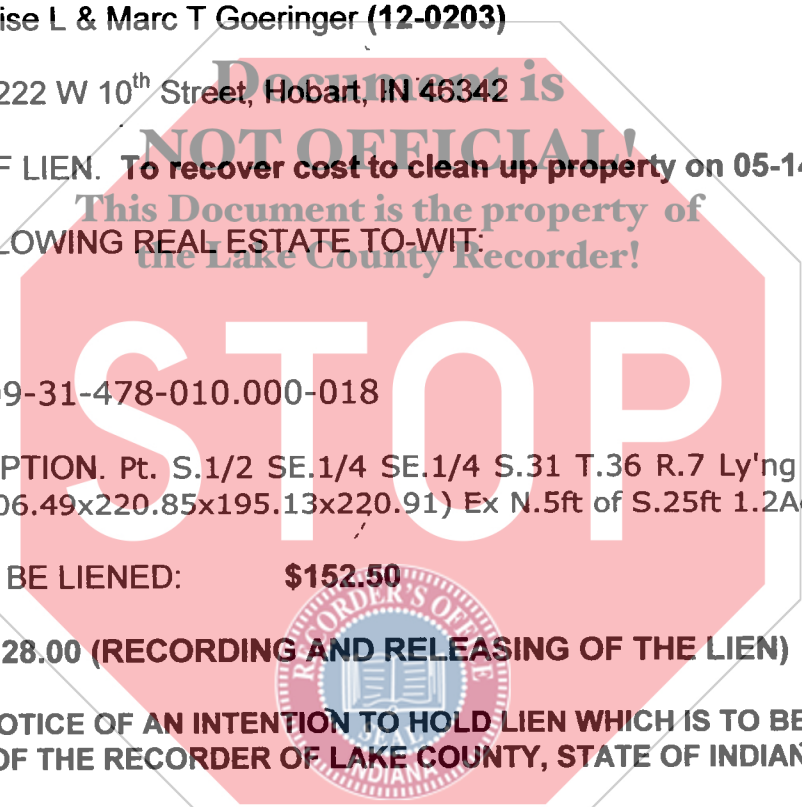 ise L & Marc T Goeringer (12-0203)
Document is
222 W 10th Street, Hobart, IN 46342
NOT OFFICIAL!
F LIEN. To recover cost to clean up property on 05-14
This Document is the property of
LOWING REAL ESTATE TO-WIT:
the Lake County Recorder!
STOP
9-31-478-010.000-018
PTION. Pt. S.1/2 SE.1/4 SE.1/4 S.31 T.36 R.7 Ly'ng
06.49x220.85x195.13x220.91) Ex N.5ft of S.25ft 1.2A
BE LIENED: $152.50
28.00 (RECORDING AND RELEASING OF THE LIEN)
OTICE OF AN INTENTION TO HOLD LIEN WHICH IS TO BE
OF THE RECORDER OF LAKE COUNTY, STATE OF INDIAN
SEAL
INDIANA